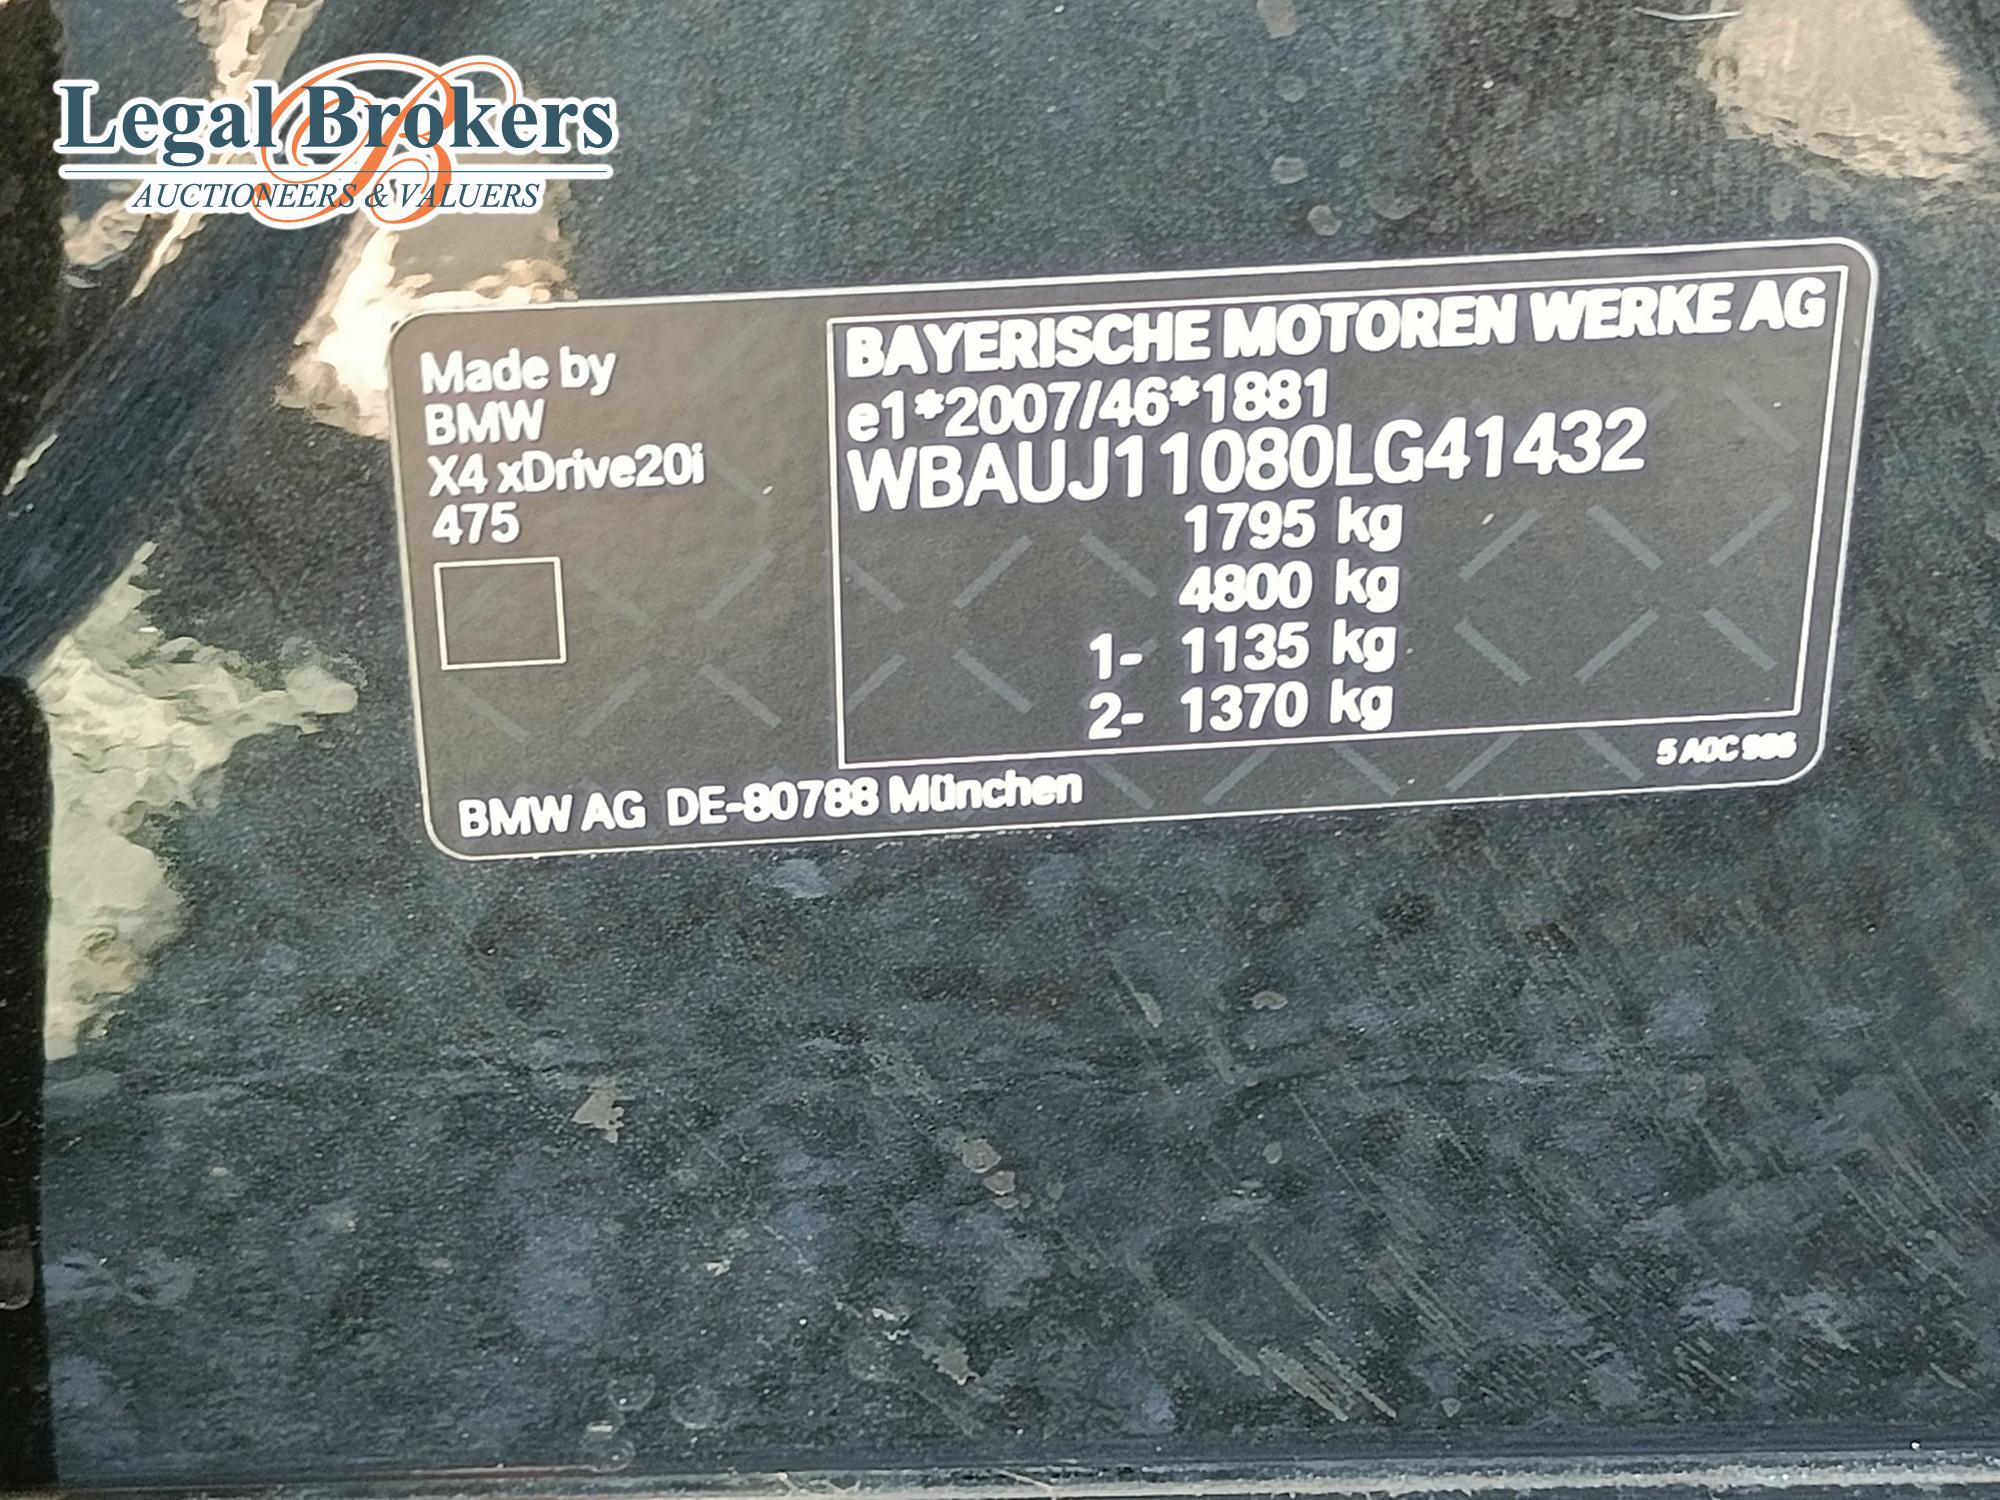 Legal Brokers
AUCTIONEERS & VALUERS
Made by
BMW
X4 xDrive20i
475
BAYERISCHE MOTOREN WERKE AG
e1*2007/46*1881
WBAUJ11080LG41432
1795 kg
4800 kg
1- 1135 kg
2- 1370 kg
5 A0C
BMW AG DE-80788 München